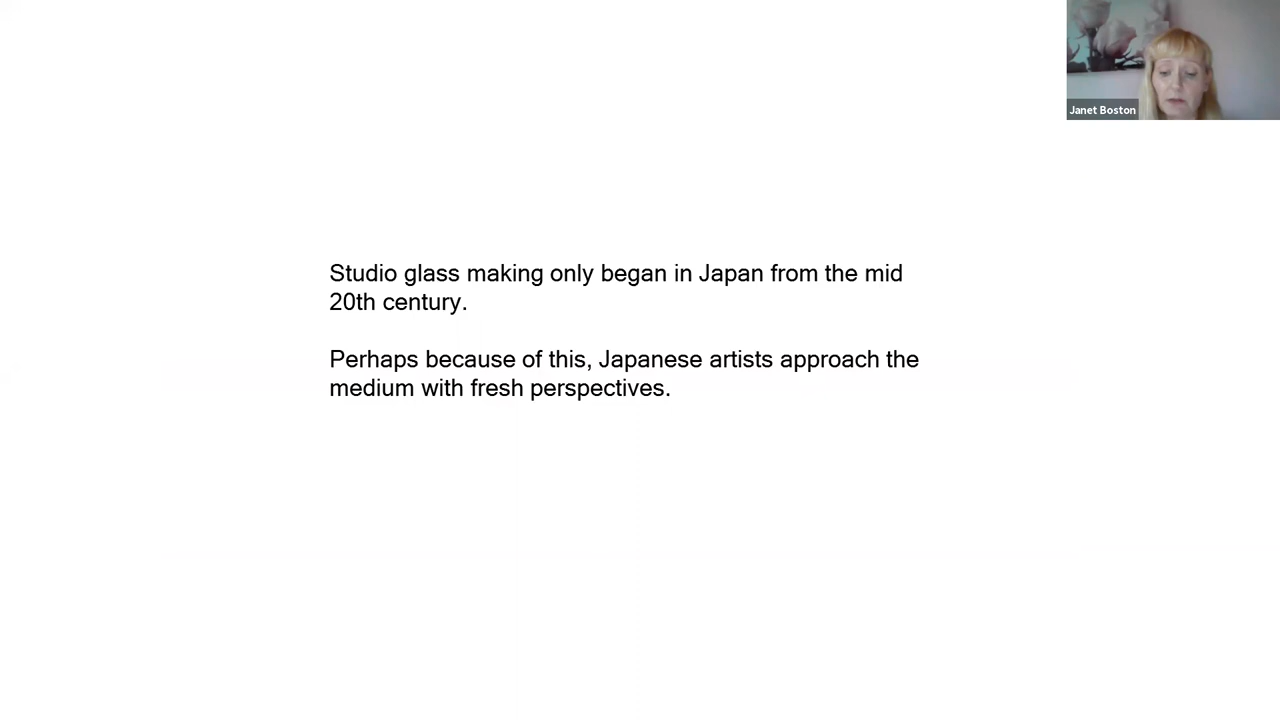 Janet Boston
Studio glass making only began in Japan from the mid
20th century.
Perhaps because of this, Japanese artists approach the
medium with fresh perspectives.